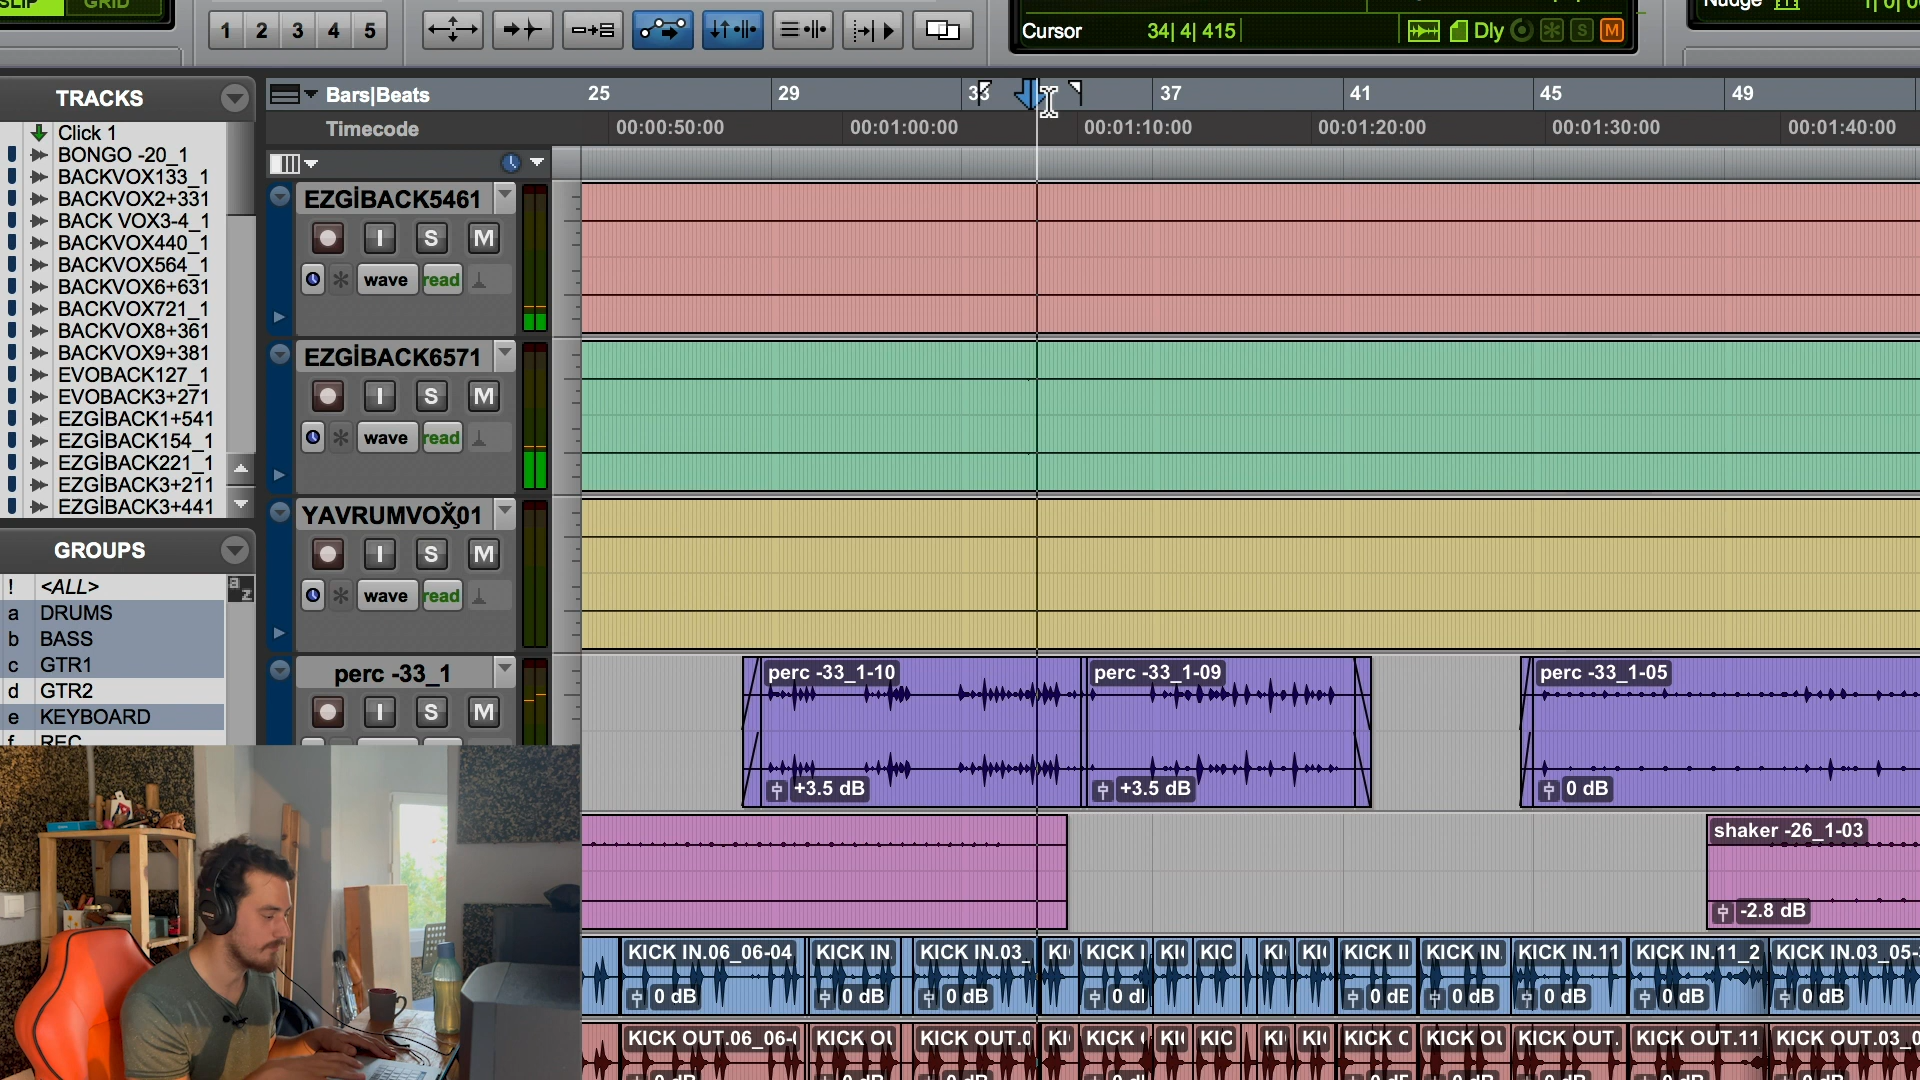 SLIP
GRID
1 2 3 4 5
Cursor
34| 4| 415
Dly
S
M
Nudge
TRACKS
Click 1
BONGO -20_1
BACKVOX133_1
BACKVOX2+331
BACK VOX3-4_1
BACKVOX440_1
BACKVOX564_1
BACKVOX6+631
BACKVOX721_1
BACKVOX8+361
BACKVOX9+381
EVOBACK127_1
EVOBACK3+271
EZGİBACK1+541
EZGİBACK154_1
EZGİBACK221_1
EZGİBACK3+211
EZGİBACK3+441
GROUPS
! <ALL>
a DRUMS
b BASS
c GTR1
d GTR2
e KEYBOARD
f REC
a z
Bars|Beats
25 29 33 37 41 45 49
Timecode
00:00:50:00 00:01:00:00 00:01:10:00 00:01:20:00 00:01:30:00 00:01:40:00
EZGİBACK5461
I S M
wave read
EZGİBACK6571
I S M
wave read
YAVRUMVOX̌01
I S M
wave read
perc -33_1
I S M
perc -33_1-10 perc -33_1-09 perc -33_1-05
+3.5 dB +3.5 dB 0 dB
shaker -26_1-03
-2.8 dB
KICK IN.06_06-04 KICK IN KICK IN.03_ KI KICK I KI KIC KI KI KICK II KICK IN. KICK IN.11 KICK IN.11_2 KICK IN.03_05-
0 dB 0 dB 0 dB 0 dB 0 dB 0 dB 0 dB 0 dB
KICK OUT.06_06- KICK OU KICK OUT.0 KI KICK KI KIC KI KI KICK C KICK OU KICK OUT. KICK OUT.11 KICK OUT.03_0